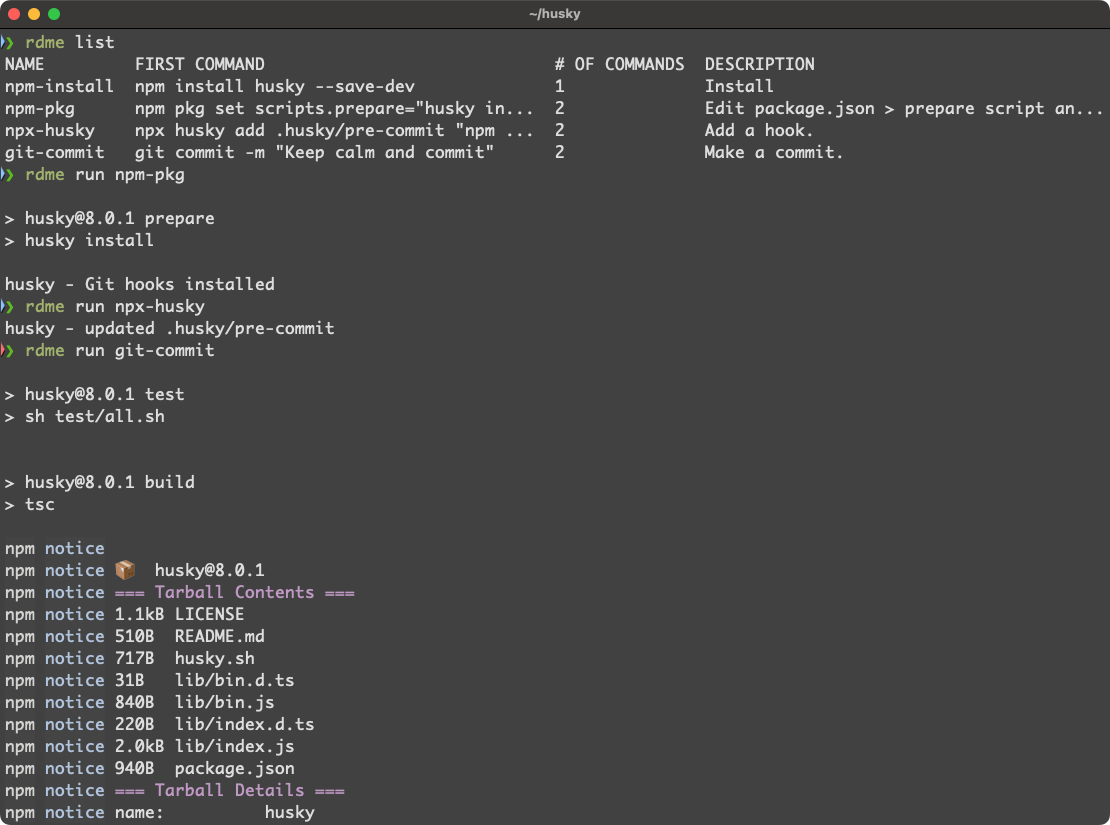 ~/husky
❯ rdme list
NAME FIRST COMMAND # OF COMMANDS DESCRIPTION
npm-install npm install husky --save-dev 1 Install
npm-pkg npm pkg set scripts.prepare="husky in... 2 Edit package.json > prepare script an...
npx-husky npx husky add .husky/pre-commit "npm ... 2 Add a hook.
git-commit git commit -m "Keep calm and commit" 2 Make a commit.
❯ rdme run npm-pkg
> husky@8.0.1 prepare
> husky install
husky - Git hooks installed
❯ rdme run npx-husky
husky - updated .husky/pre-commit
❯ rdme run git-commit
> husky@8.0.1 test
> sh test/all.sh
> husky@8.0.1 build
> tsc
npm notice
npm notice 📦 husky@8.0.1
npm notice === Tarball Contents ===
npm notice 1.1kB LICENSE
npm notice 510B README.md
npm notice 717B husky.sh
npm notice 31B lib/bin.d.ts
npm notice 840B lib/bin.js
npm notice 220B lib/index.d.ts
npm notice 2.0kB lib/index.js
npm notice 940B package.json
npm notice === Tarball Details ===
npm notice name: husky